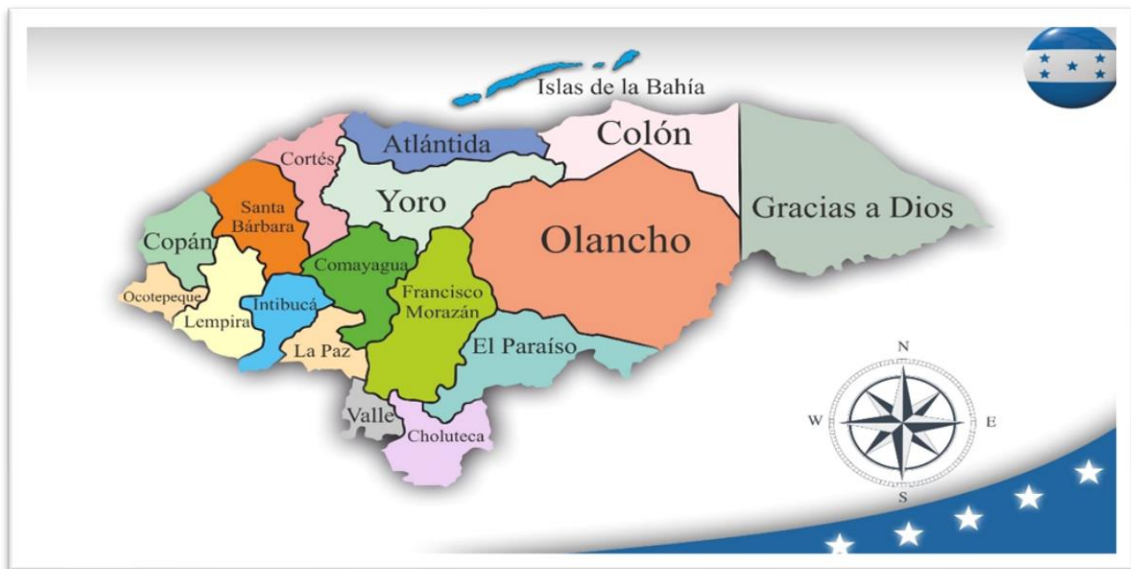 Islas de la Bahía
Atlántida
Colón
Cortés
Yoro
Gracias a Dios
Santa
Bárbara
Olancho
Copán
Comayagua
Ocotepeque
Intibucá
Francisco
Morazán
Lempira
La Paz
El Paraíso
Valle
Choluteca
N
W
E
S